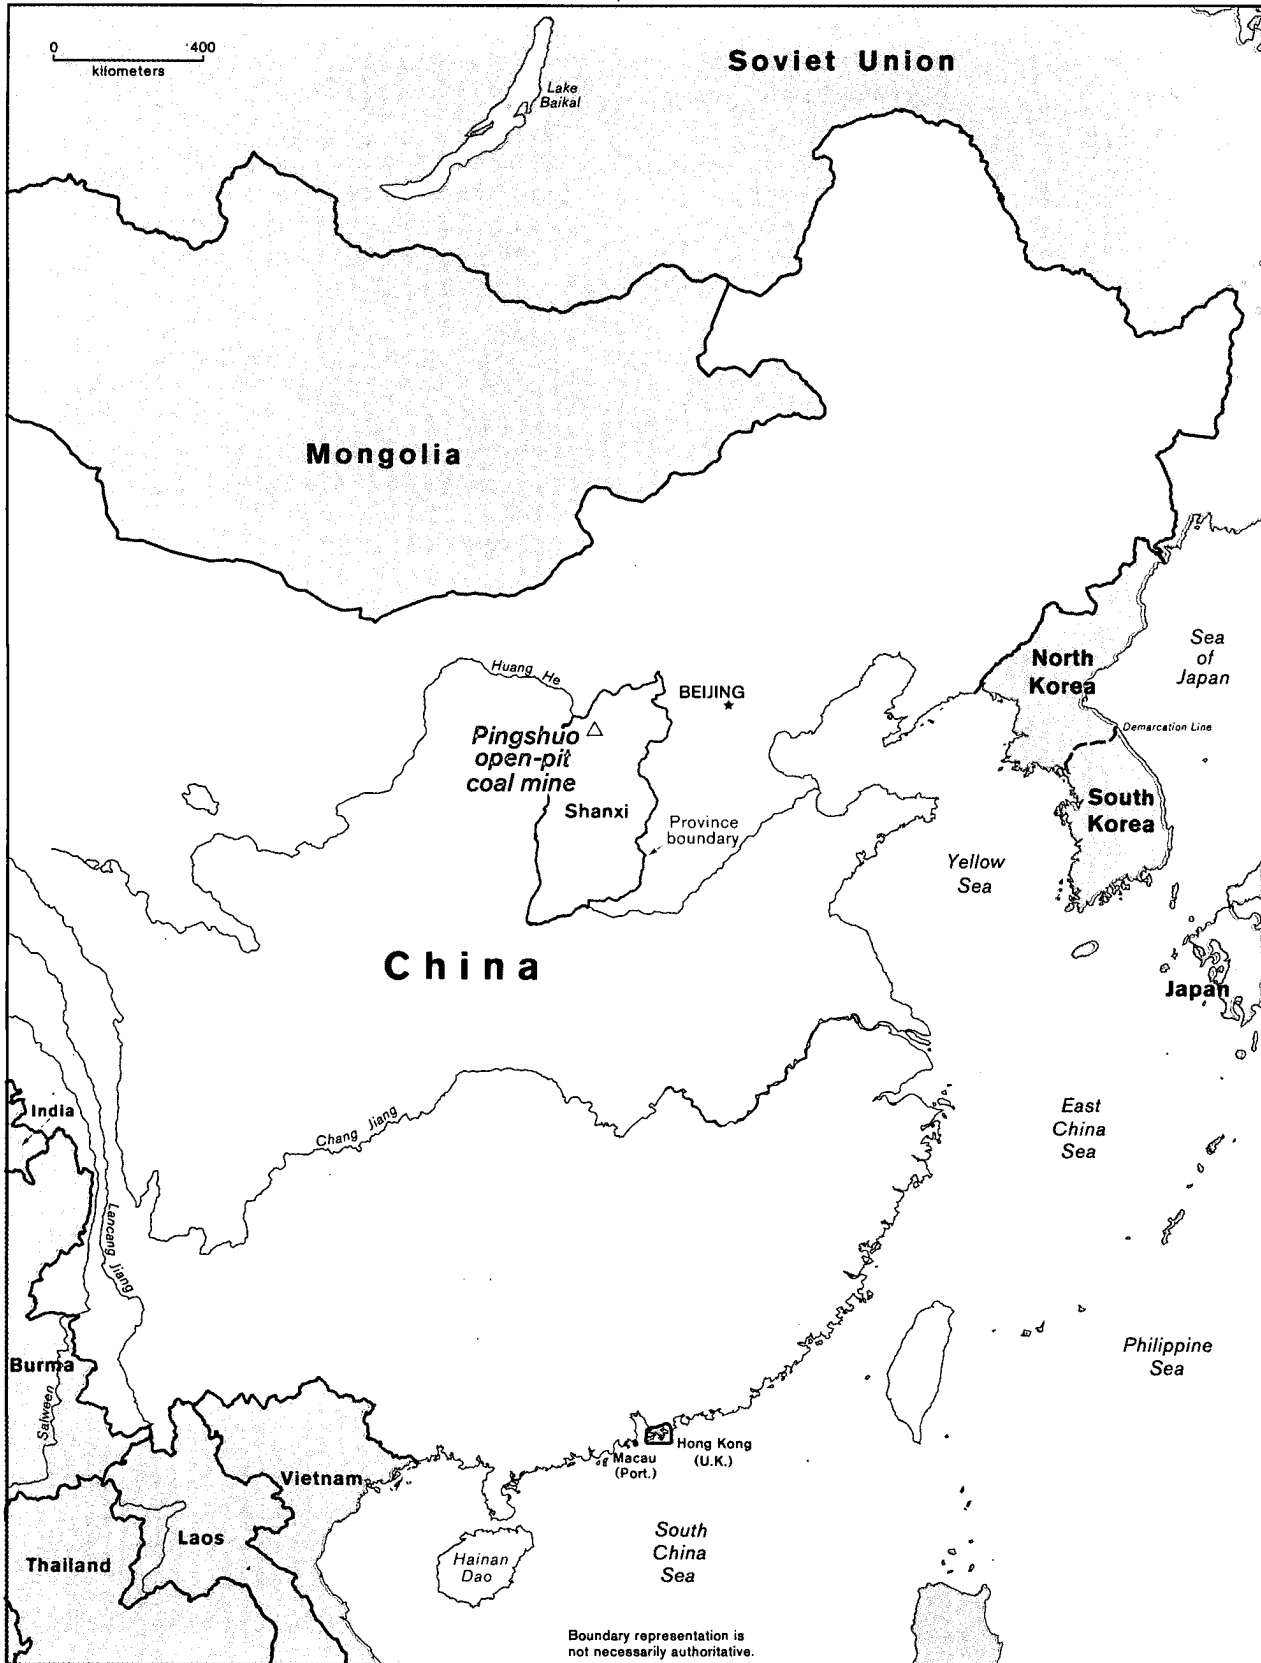 0 400
kilometers
Soviet Union
Lake
Baikal
Mongolia
Huang He
BEIJING
North
Korea
Sea
of
Japan
Demarcation Line
Pingshuo
open-pit
coal mine
Shanxi
Province
boundary
South
Korea
Yellow
Sea
China
Japan
India
Chang Jiang
East
China
Sea
Lancang Jiang
Philippine
Sea
Burma
Salween
Hong Kong
(U.K.)
Macau
(Port.)
Vietnam
Laos
Thailand
Hainan
Dao
South
China
Sea
Boundary representation is
not necessarily authoritative.